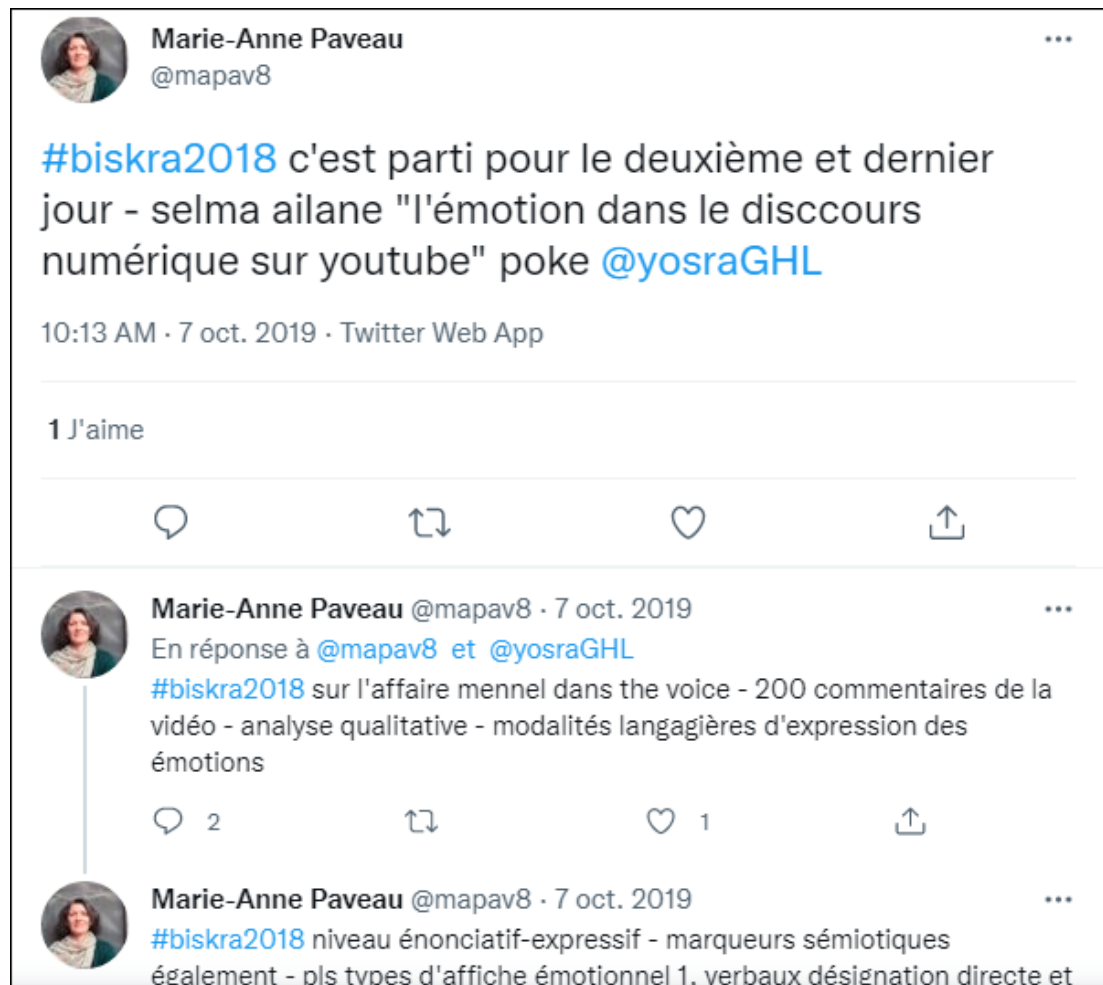 Marie-Anne Paveau
@mapav8
#biskra2018 c'est parti pour le deuxième et dernier
jour - selma ailane "l'émotion dans le disccours
numérique sur youtube" poke @yosraGHL
10:13 AM · 7 oct. 2019 · Twitter Web App
1 J'aime
Marie-Anne Paveau @mapav8 · 7 oct. 2019
En réponse à @mapav8 et @yosraGHL
#biskra2018 sur l'affaire mennel dans the voice - 200 commentaires de la
vidéo - analyse qualitative - modalités langagières d'expression des
émotions
2 1
Marie-Anne Paveau @mapav8 · 7 oct. 2019
#biskra2018 niveau énonciatif-expressif - marqueurs sémiotiques
également - pls types d'affiche émotionnel 1. verbaux désignation directe et